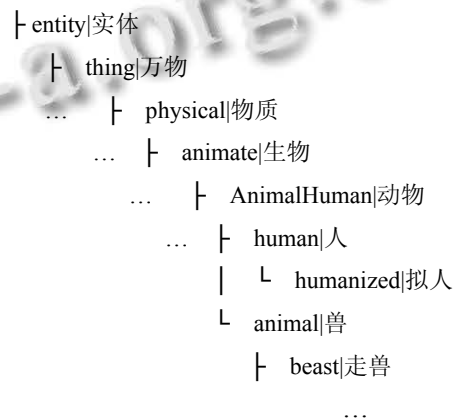 ├ entity|实体
├ thing|万物
… ├ physical|物质
… ├ animate|生物
… ├ AnimalHuman|动物
… ├ human|人
│ └ humanized|拟人
└ animal|兽
├ beast|走兽
…